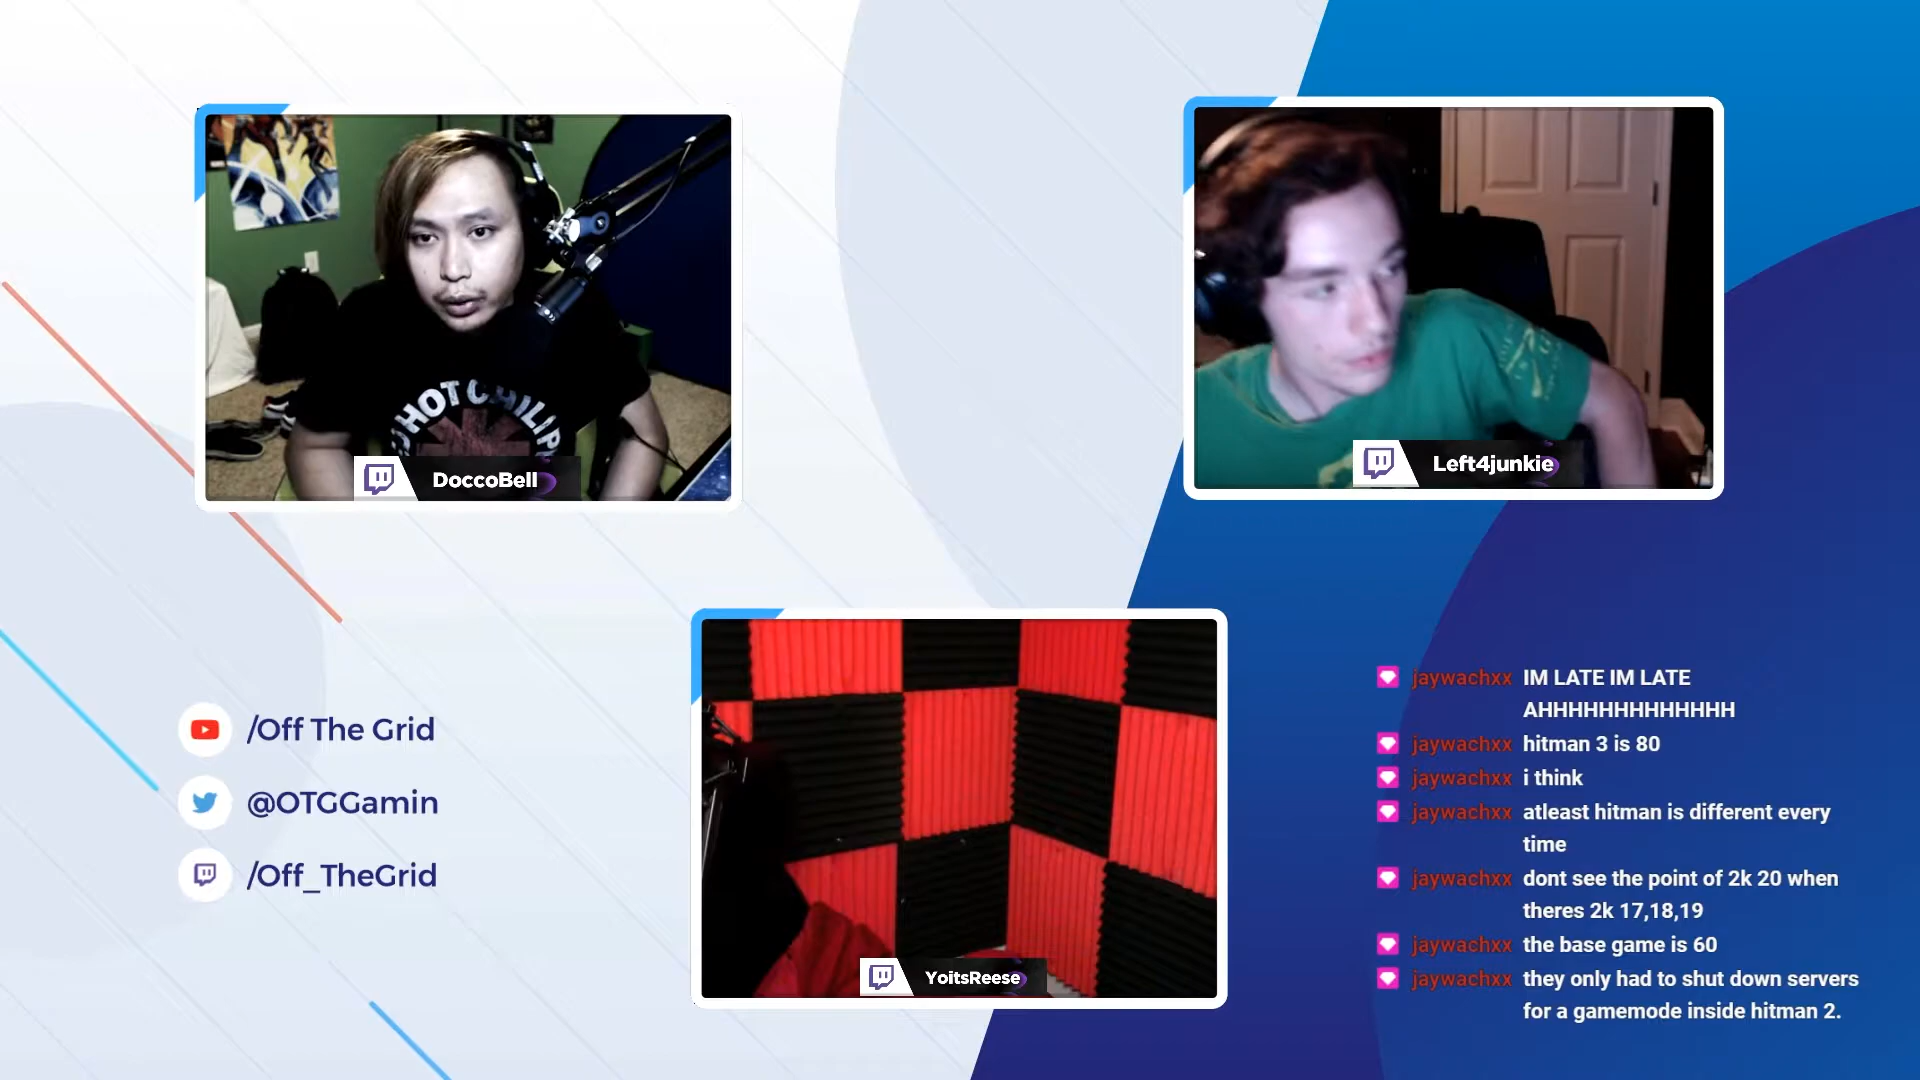 HOT CHILI P
DoccoBell
Left4junkie
YoitsReese
/Off The Grid
@OTGGamin
/Off_TheGrid
jaywachxx IM LATE IM LATE
AHHHHHHHHHHHHH
jaywachxx hitman 3 is 80
jaywachxx i think
jaywachxx atleast hitman is different every
time
jaywachxx dont see the point of 2k 20 when
theres 2k 17,18,19
jaywachxx the base game is 60
jaywachxx they only had to shut down servers
for a gamemode inside hitman 2.